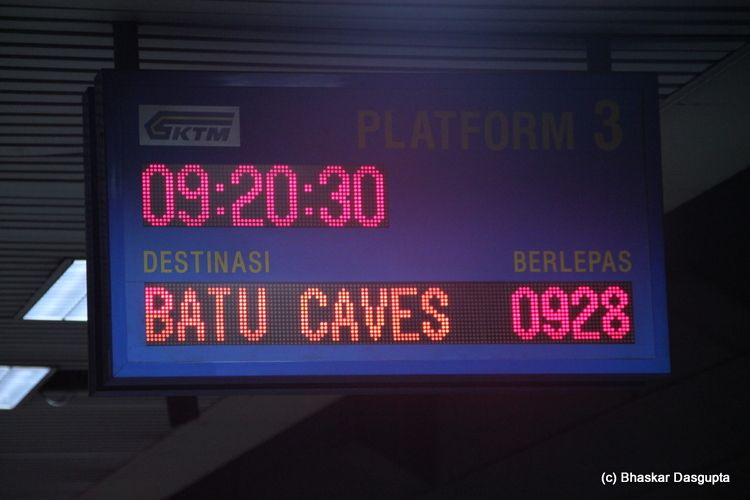 KTM
PLATFORM 3
09:20:30
DESTINASI BERLEPAS
BATU CAVES 0928
(c) Bhaskar Dasgupta